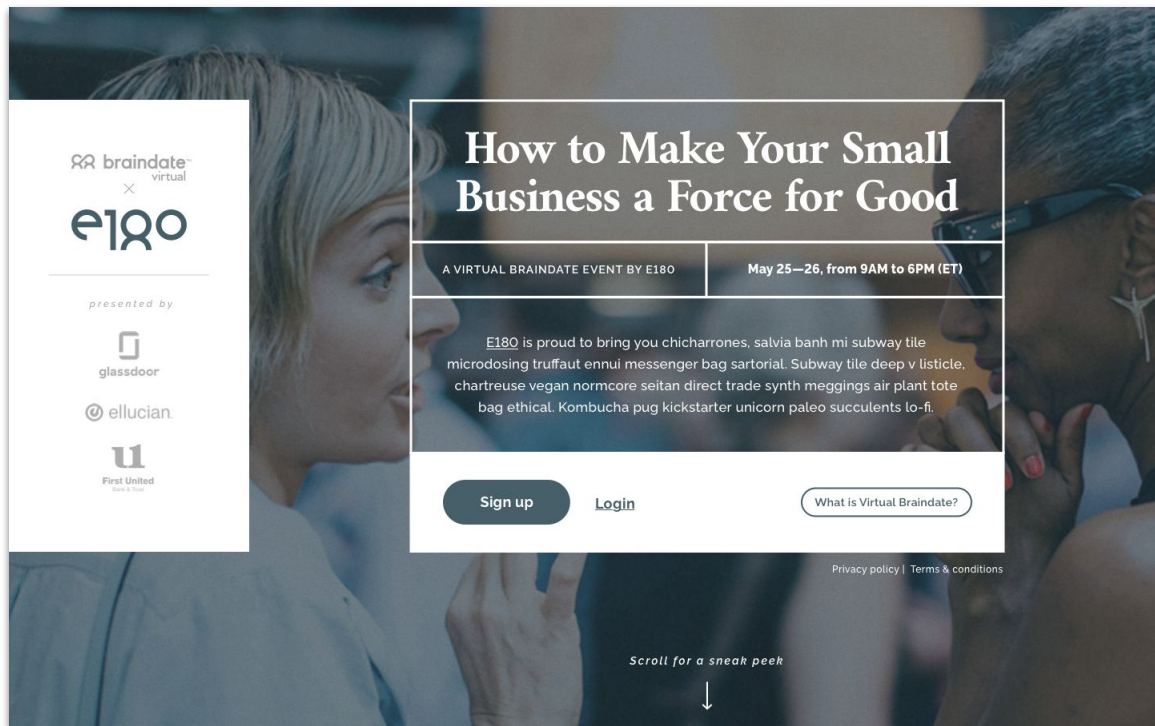 braindate™
virtual
×
e180
presented by
glassdoor
ellucian.
u
First United
Bank & Trust
How to Make Your Small
Business a Force for Good
A VIRTUAL BRAINDATE EVENT BY E180
May 25—26, from 9AM to 6PM (ET)
E180 is proud to bring you chicharrones, salvia banh mi subway tile
microdosing truffaut ennui messenger bag sartorial. Subway tile deep v listicle,
chartreuse vegan normcore seitan direct trade synth meggings air plant tote
bag ethical. Kombucha pug kickstarter unicorn paleo succulents lo-fi.
Sign up
Login
What is Virtual Braindate?
Privacy policy | Terms & conditions
Scroll for a sneak peek